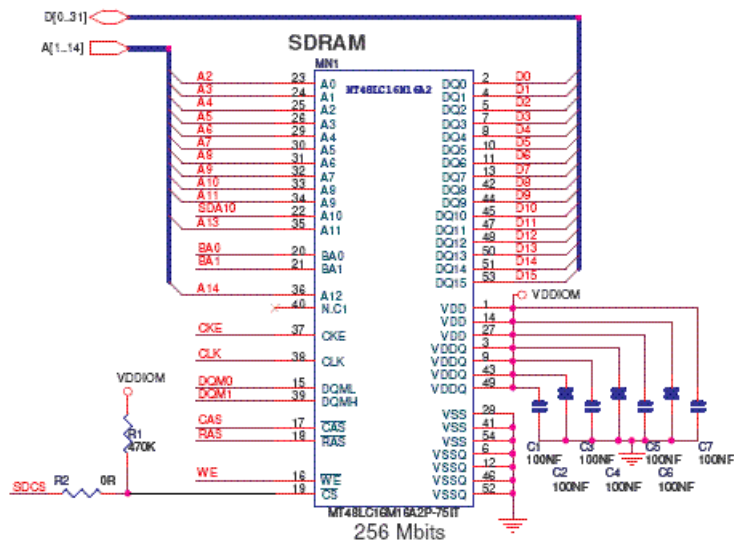 D[0..31]
A[1..14]
SDRAM
MN1
MT48LC16M16A2
A2 23 A0 DQ0 2 D0
A3 24 A1 DQ1 4 D1
A4 25 A2 DQ2 5 D2
A5 26 A3 DQ3 7 D3
A6 29 A4 DQ4 8 D4
A7 30 A5 DQ5 10 D5
A8 31 A6 DQ6 11 D6
A9 32 A7 DQ7 13 D7
A10 33 A8 DQ8 42 D8
A11 34 A9 DQ9 44 D9
SDA10 22 A10 DQ10 45 D10
A13 35 A11 DQ11 47 D11
DQ12 48 D12
BA0 20 BA0 DQ13 50 D13
BA1 21 BA1 DQ14 51 D14
DQ15 53 D15
A14 36 A12
40 N.C1
VDDIOM
VDD 1
VDD 14
CKE 37 CKE VDD 27
VDDQ 3
CLK 38 CLK VDDQ 9
VDDQ 43
DQM0 15 DQML VDDQ 49
DQM1 39 DQMH
VDDIOM
VSS 28
CAS 17 CAS VSS 41
RAS 18 RAS VSS 54
VSSQ 6
VSSQ 12
WE 16 WE VSSQ 46
19 CS VSSQ 52
R1
470K
SDCS R2 0R
C1 C3 C5 C7
100NF 100NF 100NF 100NF
C2 C4 C6
100NF 100NF 100NF
MT48LC16M16A2P-75IT
256 Mbits